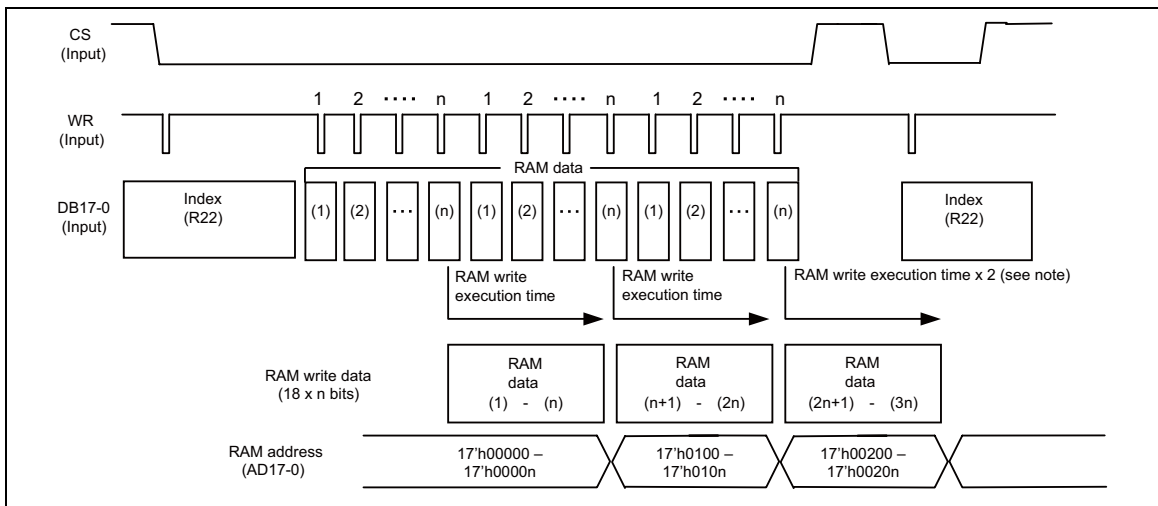 CS
(Input)
1 2 ···· n 1 2 ···· n 1 2 ···· n
WR
(Input)
RAM data
DB17-0
(Input)
Index
(R22)
(1) (2) ··· (n) (1) (2) ··· (n) (1) (2) ··· (n)
Index
(R22)
RAM write
execution time
RAM write
execution time
RAM write execution time x 2 (see note)
RAM write data
(18 x n bits)
RAM
data
(1) - (n)
RAM
data
(n+1) - (2n)
RAM
data
(2n+1) - (3n)
RAM address
(AD17-0)
17'h00000 –
17'h0000n
17'h0100 –
17'h010n
17'h00200 –
17'h0020n